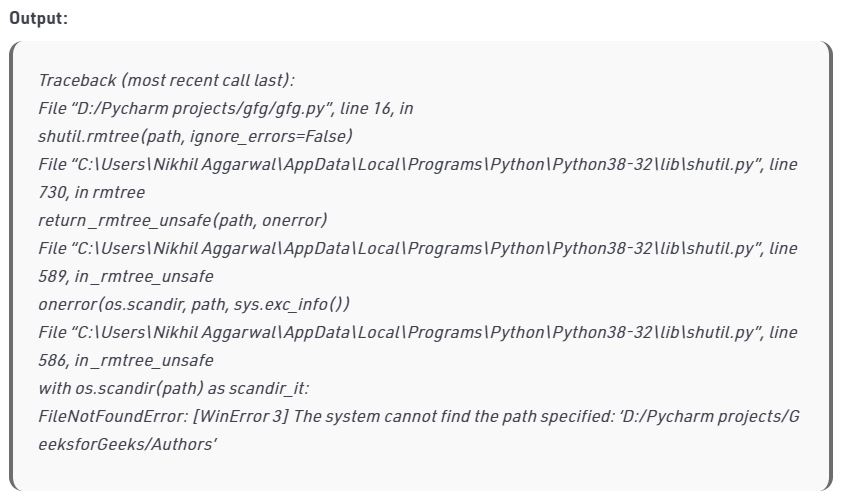 Output:
Traceback (most recent call last):
File “D:/Pycharm projects/gfg/gfg.py”, line 16, in
shutil.rmtree(path, ignore_errors=False)
File “C:\Users\Nikhil Aggarwal\AppData\Local\Programs\Python\Python38-32\lib\shutil.py”, line
730, in rmtree
return _rmtree_unsafe(path, onerror)
File “C:\Users\Nikhil Aggarwal\AppData\Local\Programs\Python\Python38-32\lib\shutil.py”, line
589, in _rmtree_unsafe
onerror(os.scandir, path, sys.exc_info())
File “C:\Users\Nikhil Aggarwal\AppData\Local\Programs\Python\Python38-32\lib\shutil.py”, line
586, in _rmtree_unsafe
with os.scandir(path) as scandir_it:
FileNotFoundError: [WinError 3] The system cannot find the path specified: ‘D:/Pycharm projects/G
eeksforGeeks/Authors’